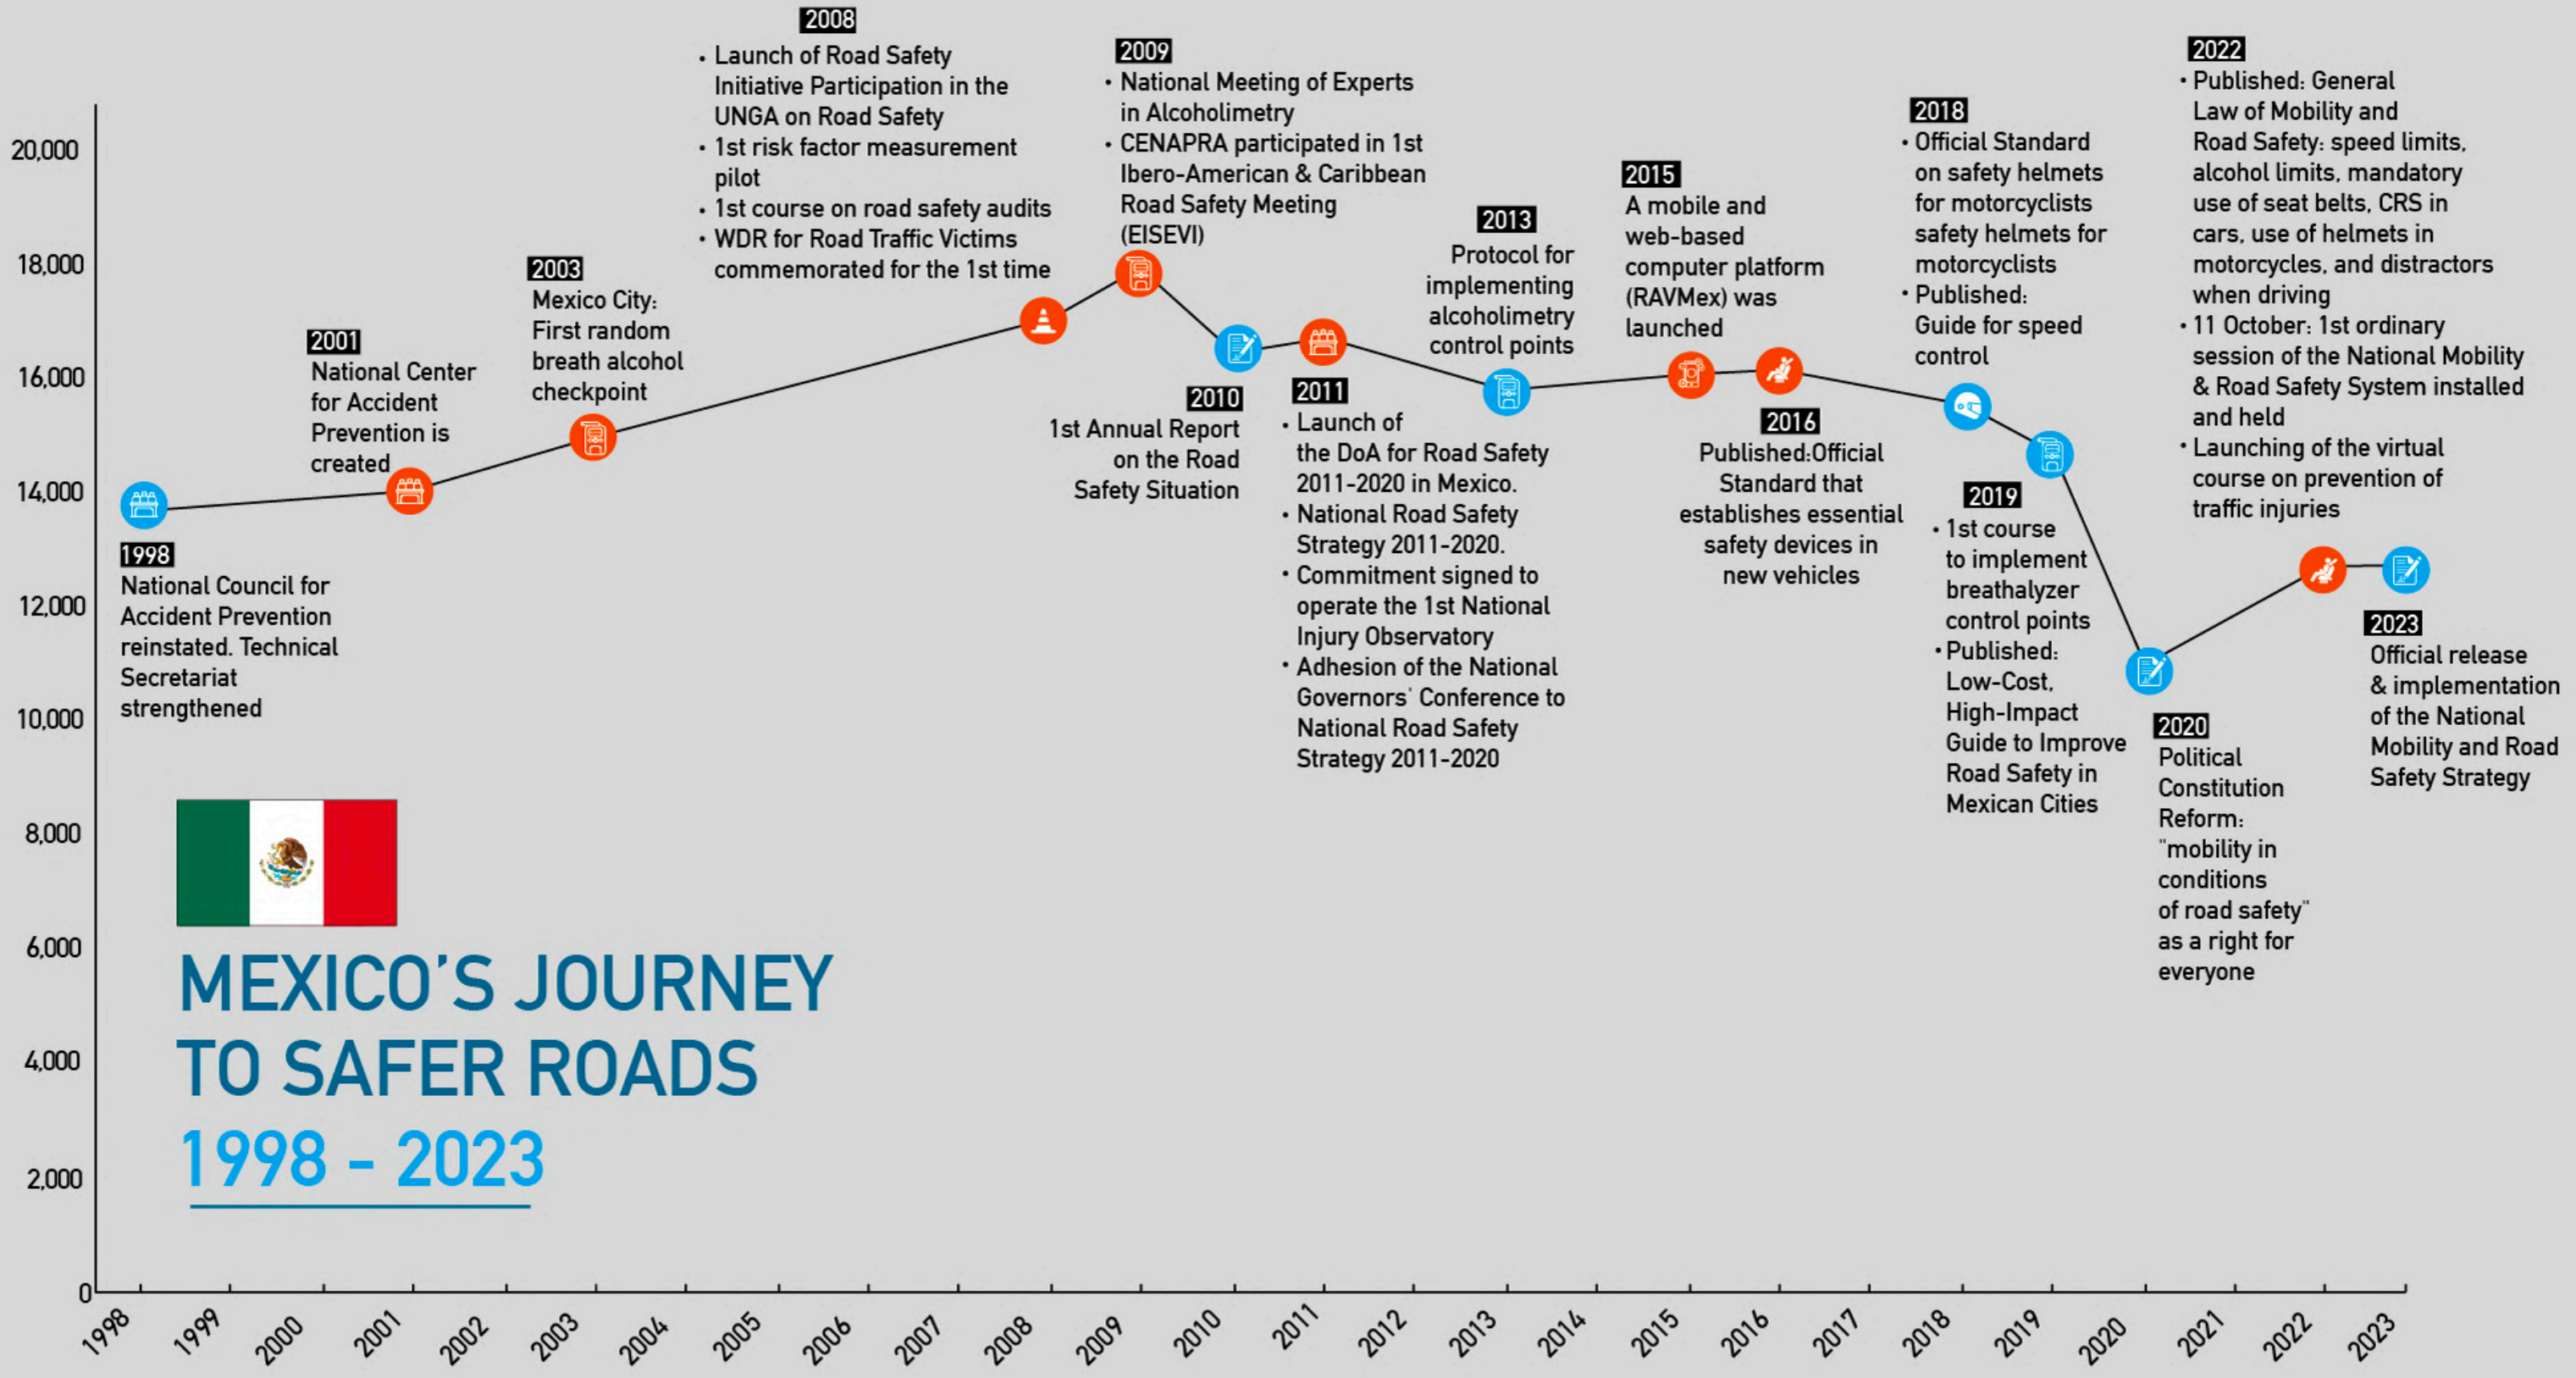 2008
• Launch of Road Safety
Initiative Participation in the
UNGA on Road Safety
• 1st risk factor measurement
pilot
• 1st course on road safety audits
• WDR for Road Traffic Victims
commemorated for the 1st time
2009
• National Meeting of Experts
in Alcoholimetry
• CENAPRA participated in 1st
Ibero-American & Caribbean
Road Safety Meeting
(EISEVI)
2022
• Published: General
Law of Mobility and
Road Safety: speed limits,
alcohol limits, mandatory
use of seat belts, CRS in
cars, use of helmets in
motorcycles, and distractors
when driving
• 11 October: 1st ordinary
session of the National Mobility
& Road Safety System installed
and held
• Launching of the virtual
course on prevention of
traffic injuries
2018
• Official Standard
on safety helmets
for motorcyclists
safety helmets for
motorcyclists
• Published:
Guide for speed
control
2015
A mobile and
web-based
computer platform
(RAVMex) was
launched
2013
Protocol for
implementing
alcoholimetry
control points
2003
Mexico City:
First random
breath alcohol
checkpoint
2001
National Center
for Accident
Prevention is
created
1998
National Council for
Accident Prevention
reinstated. Technical
Secretariat
strengthened
2010
1st Annual Report
on the Road
Safety Situation
2011
• Launch of
the DoA for Road Safety
2011-2020 in Mexico.
• National Road Safety
Strategy 2011-2020.
• Commitment signed to
operate the 1st National
Injury Observatory
• Adhesion of the National
Governors' Conference to
National Road Safety
Strategy 2011-2020
2016
Published:Official
Standard that
establishes essential
safety devices in
new vehicles
2019
• 1st course
to implement
breathalyzer
control points
• Published:
Low-Cost,
High-Impact
Guide to Improve
Road Safety in
Mexican Cities
2020
Political
Constitution
Reform:
"mobility in
conditions
of road safety"
as a right for
everyone
2023
Official release
& implementation
of the National
Mobility and Road
Safety Strategy
MEXICO'S JOURNEY
TO SAFER ROADS
1998 - 2023
20,000
18,000
16,000
14,000
12,000
10,000
8,000
6,000
4,000
2,000
0
1998 1999 2000 2001 2002 2003 2004 2005 2006 2007 2008 2009 2010 2011 2012 2013 2014 2015 2016 2017 2018 2019 2020 2021 2022 2023